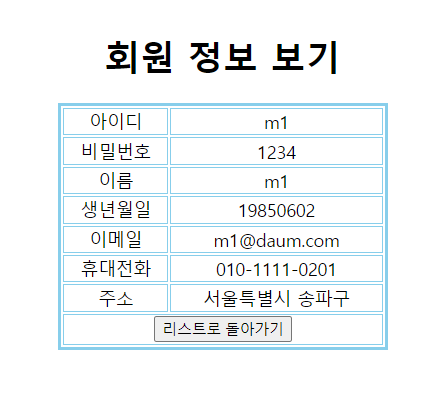 회원 정보 보기
아이디 m1
비밀번호 1234
이름 m1
생년월일 19850602
이메일 m1@daum.com
휴대전화 010-1111-0201
주소 서울특별시 송파구
리스트로 돌아가기